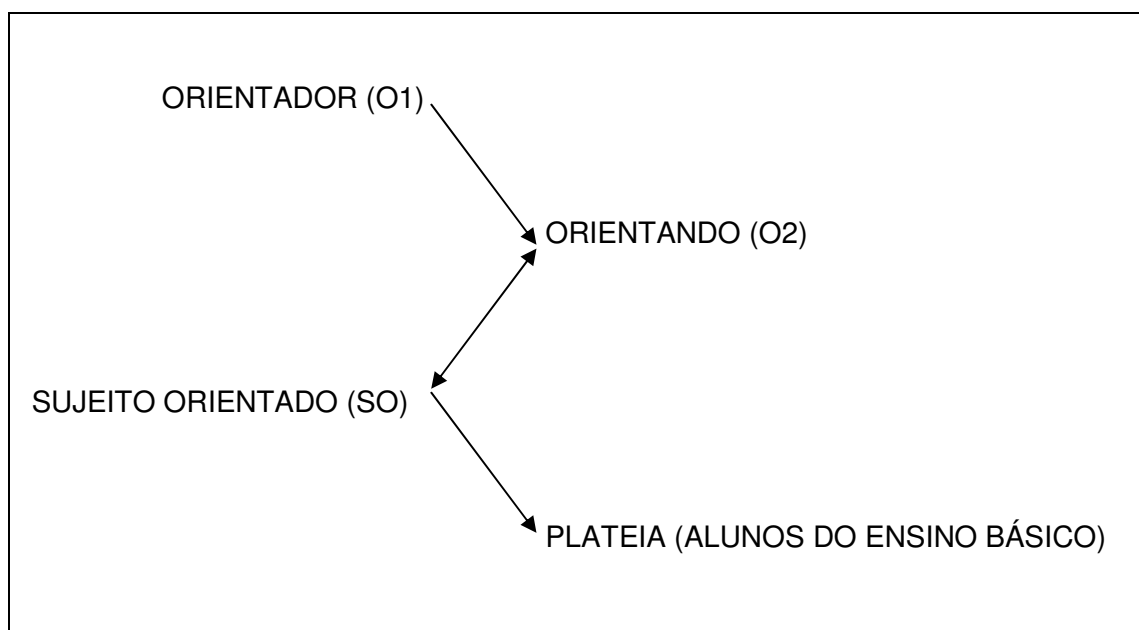 ORIENTADOR (O1)
ORIENTANDO (O2)
SUJEITO ORIENTADO (SO)
PLATEIA (ALUNOS DO ENSINO BÁSICO)